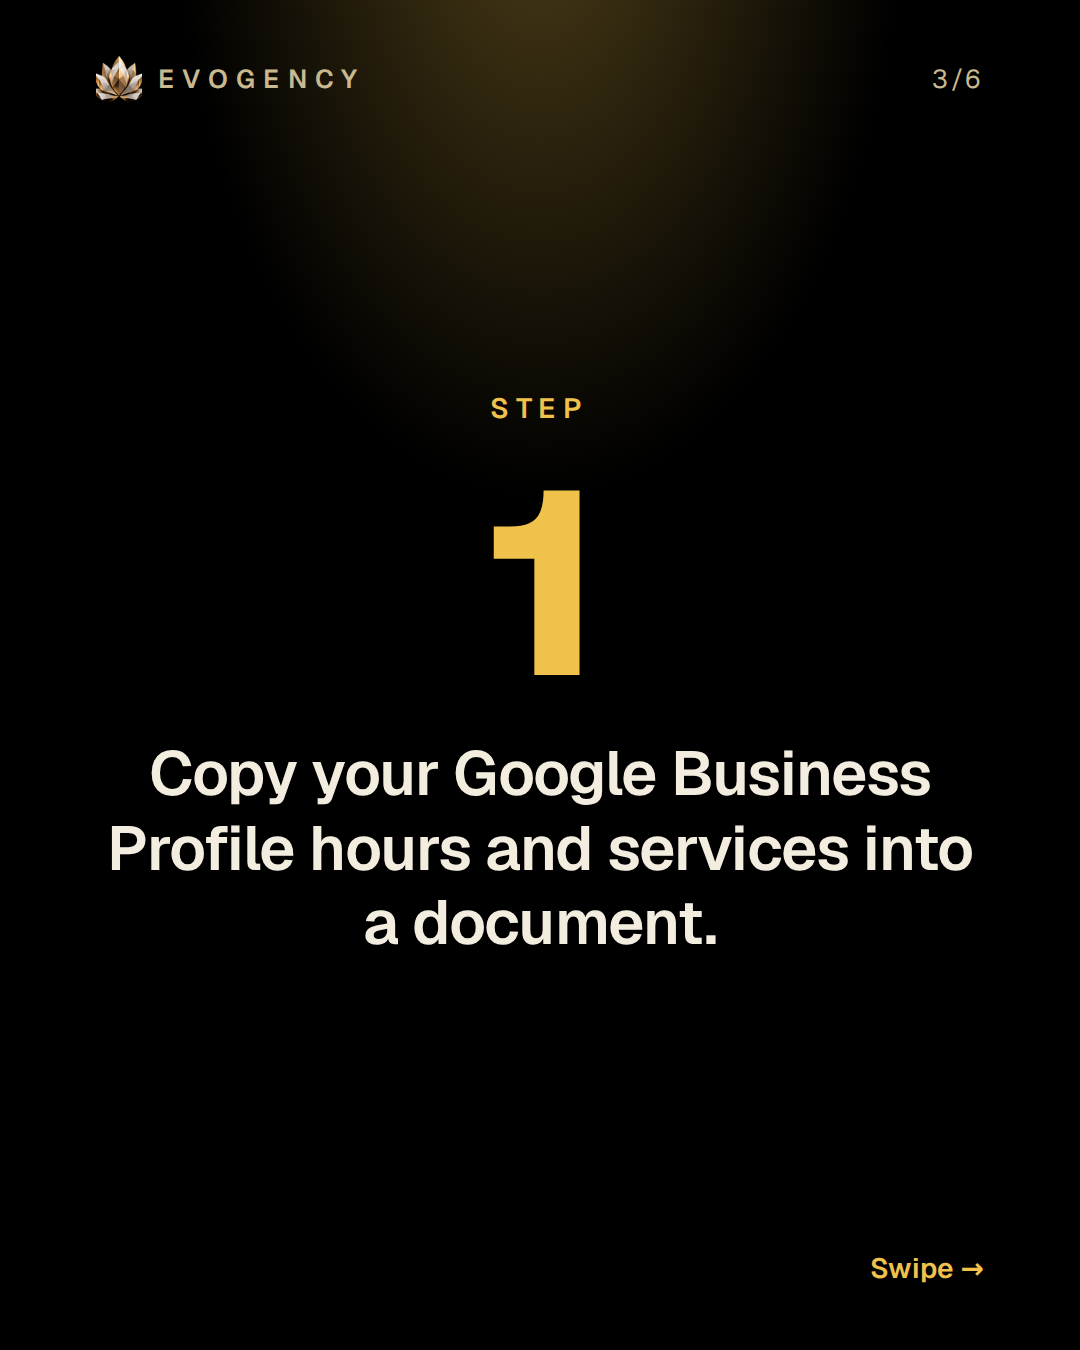 EVOGENCY
3/6
STEP
1
Copy your Google Business
Profile hours and services into
a document.
Swipe →